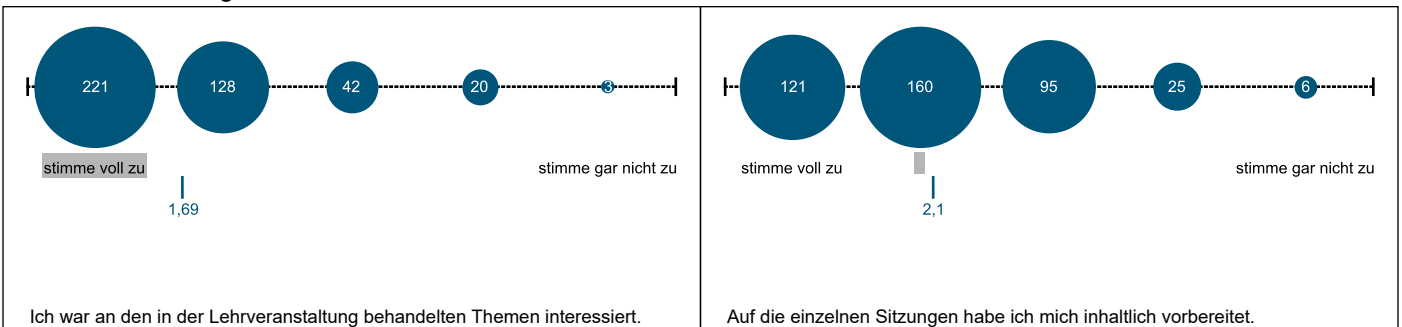 221 128 42 20 3
stimme voll zu stimme gar nicht zu
1,69
Ich war an den in der Lehrveranstaltung behandelten Themen interessiert.
121 160 95 25 6
stimme voll zu stimme gar nicht zu
2,1
Auf die einzelnen Sitzungen habe ich mich inhaltlich vorbereitet.